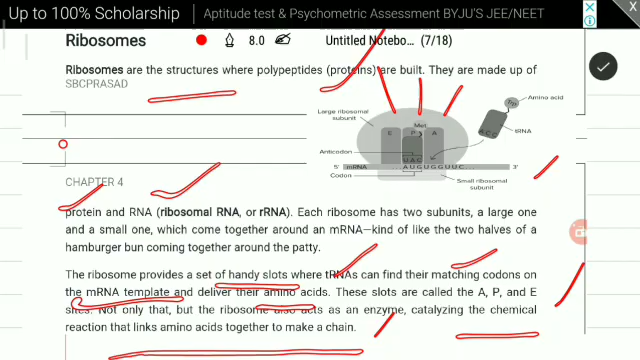 Up to 100% Scholarship
Aptitude test & Psychometric Assessment BYJU'S JEE/NEET
Ribosomes
8.0
Untitled Notebo... (7/18)
Ribosomes are the structures where polypeptides (proteins) are built. They are made up of
SBCPRASAD
Large ribosomal
subunit
E P A
Met
Trp
Amino acid
tRNA
ACC
Anticodon
UAC
5' mRNA AUGUGGUUC 3'
Codon
Small ribosomal
subunit
CHAPTER 4
protein and RNA (ribosomal RNA, or rRNA). Each ribosome has two subunits, a large one
and a small one, which come together around an mRNA—kind of like the two halves of
a hamburger bun coming together around the patty.
The ribosome provides a set of handy slots where tRNAs can find their matching codons on
the mRNA template and deliver their amino acids. These slots are called the A, P, and E
sites. Not only that, but the ribosome also acts as an enzyme, catalyzing the chemical
reaction that links amino acids together to make a chain.